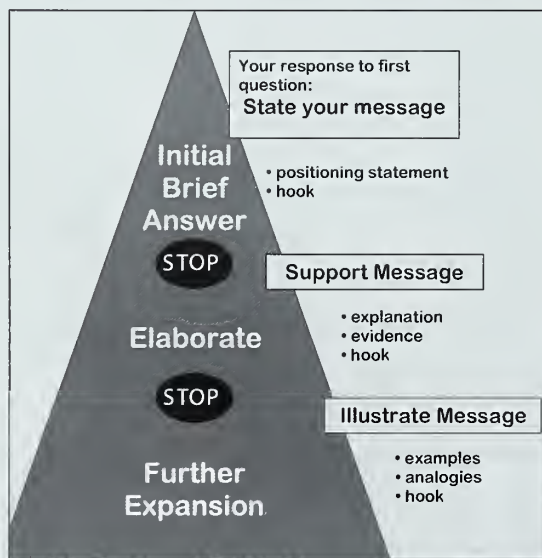 Your response to first
question:
State your message
Initial
Brief
Answer
• positioning statement
• hook
STOP
Support Message
• explanation
• evidence
• hook
Elaborate
STOP
Illustrate Message
• examples
• analogies
• hook
Further
Expansion